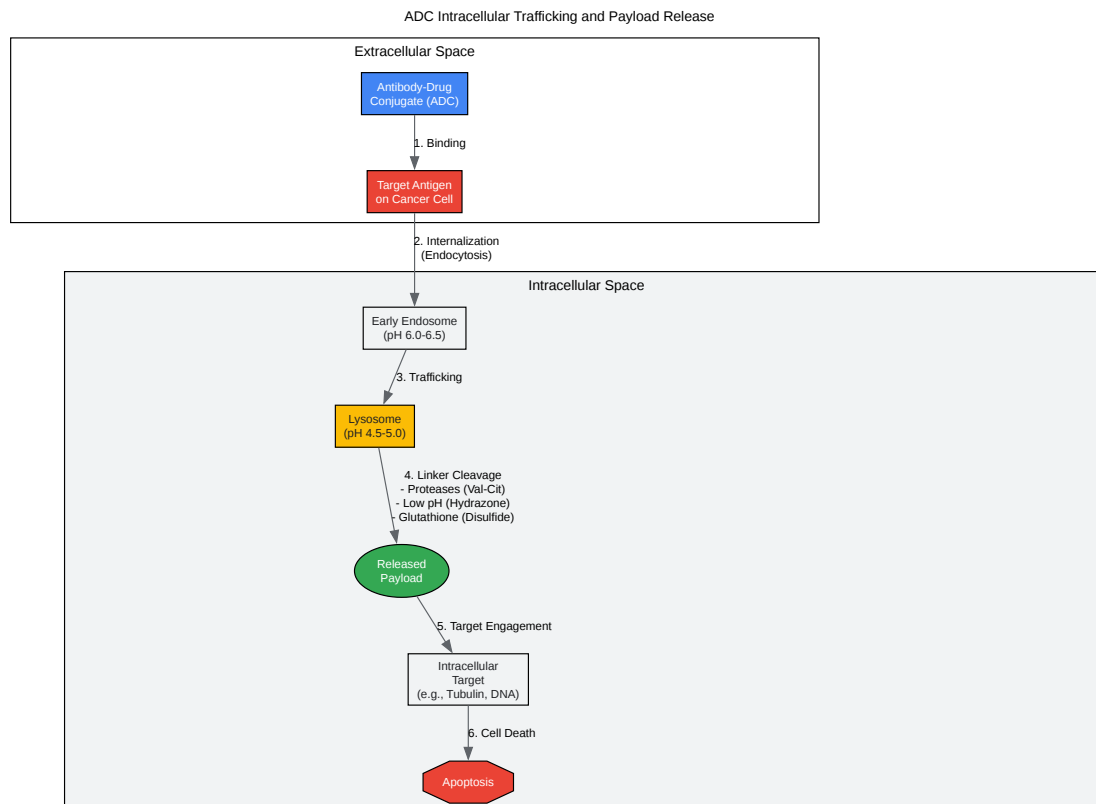 ADC Intracellular Trafficking and Payload Release
Extracellular Space
Antibody-Drug
Conjugate (ADC)
1. Binding
Target Antigen
on Cancer Cell
2. Internalization
(Endocytosis)
Intracellular Space
Early Endosome
(pH 6.0-6.5)
3. Trafficking
Lysosome
(pH 4.5-5.0)
4. Linker Cleavage
- Proteases (Val-Cit)
- Low pH (Hydrazone)
- Glutathione (Disulfide)
Released
Payload
5. Target Engagement
Intracellular
Target
(e.g., Tubulin, DNA)
6. Cell Death
Apoptosis